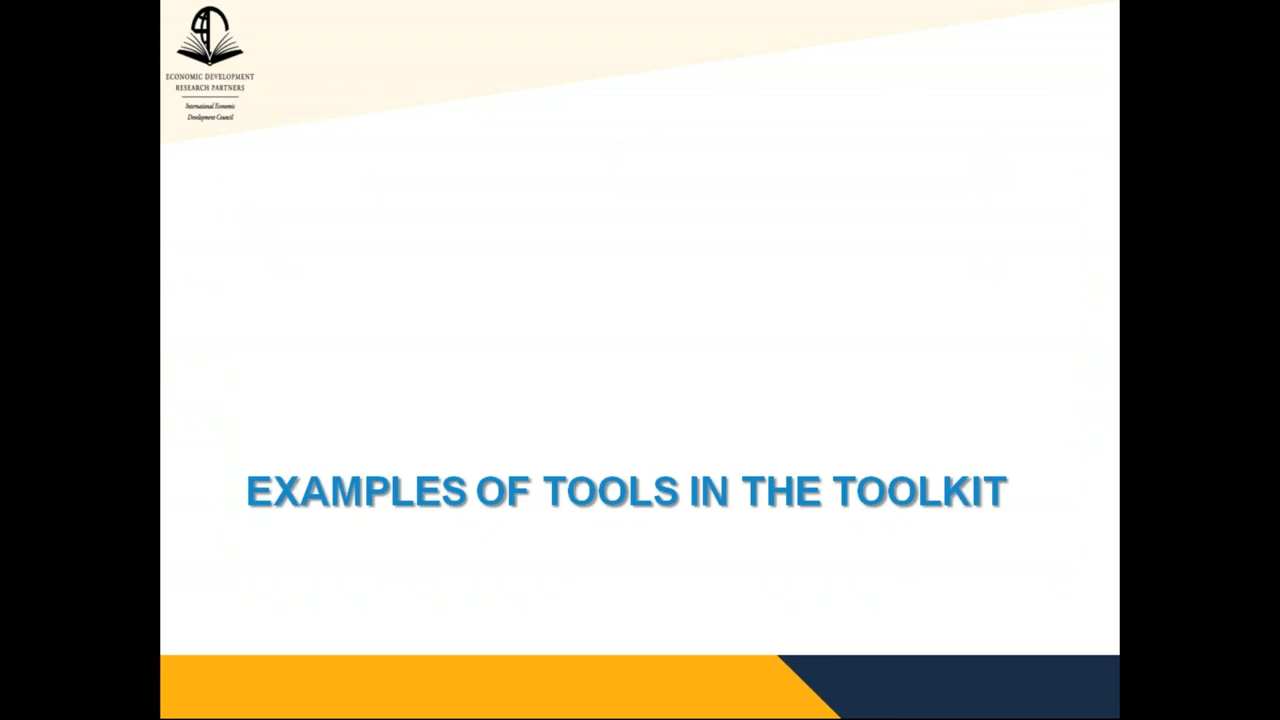 ECONOMIC DEVELOPMENT
RESEARCH PARTNERS
International Economic
Development Council
EXAMPLES OF TOOLS IN THE TOOLKIT